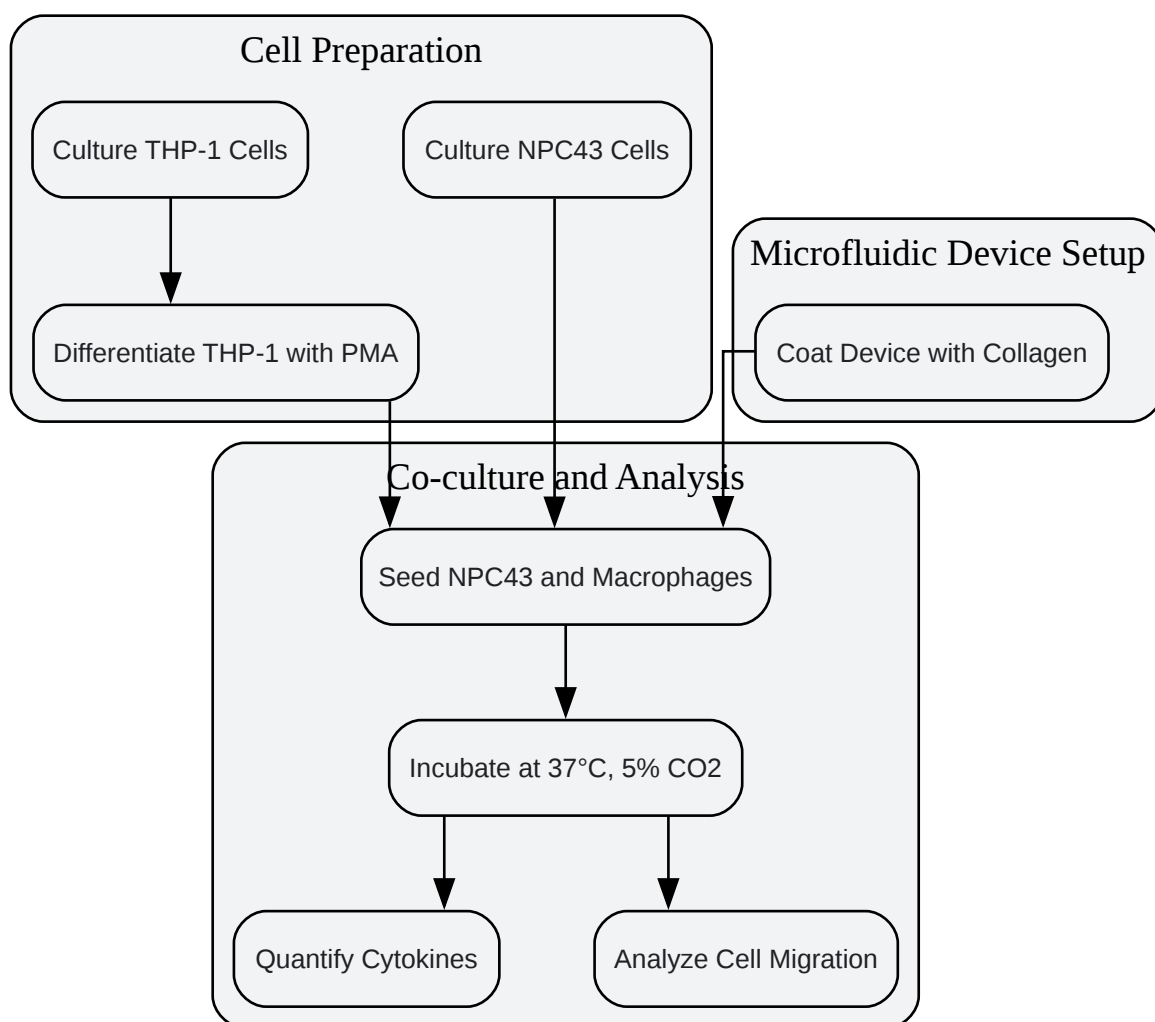 Cell Preparation
Culture THP-1 Cells
Culture NPC43 Cells
Microfluidic Device Setup
Differentiate THP-1 with PMA
Coat Device with Collagen
Co-culture and Analysis
Seed NPC43 and Macrophages
Incubate at 37°C, 5% CO2
Quantify Cytokines
Analyze Cell Migration